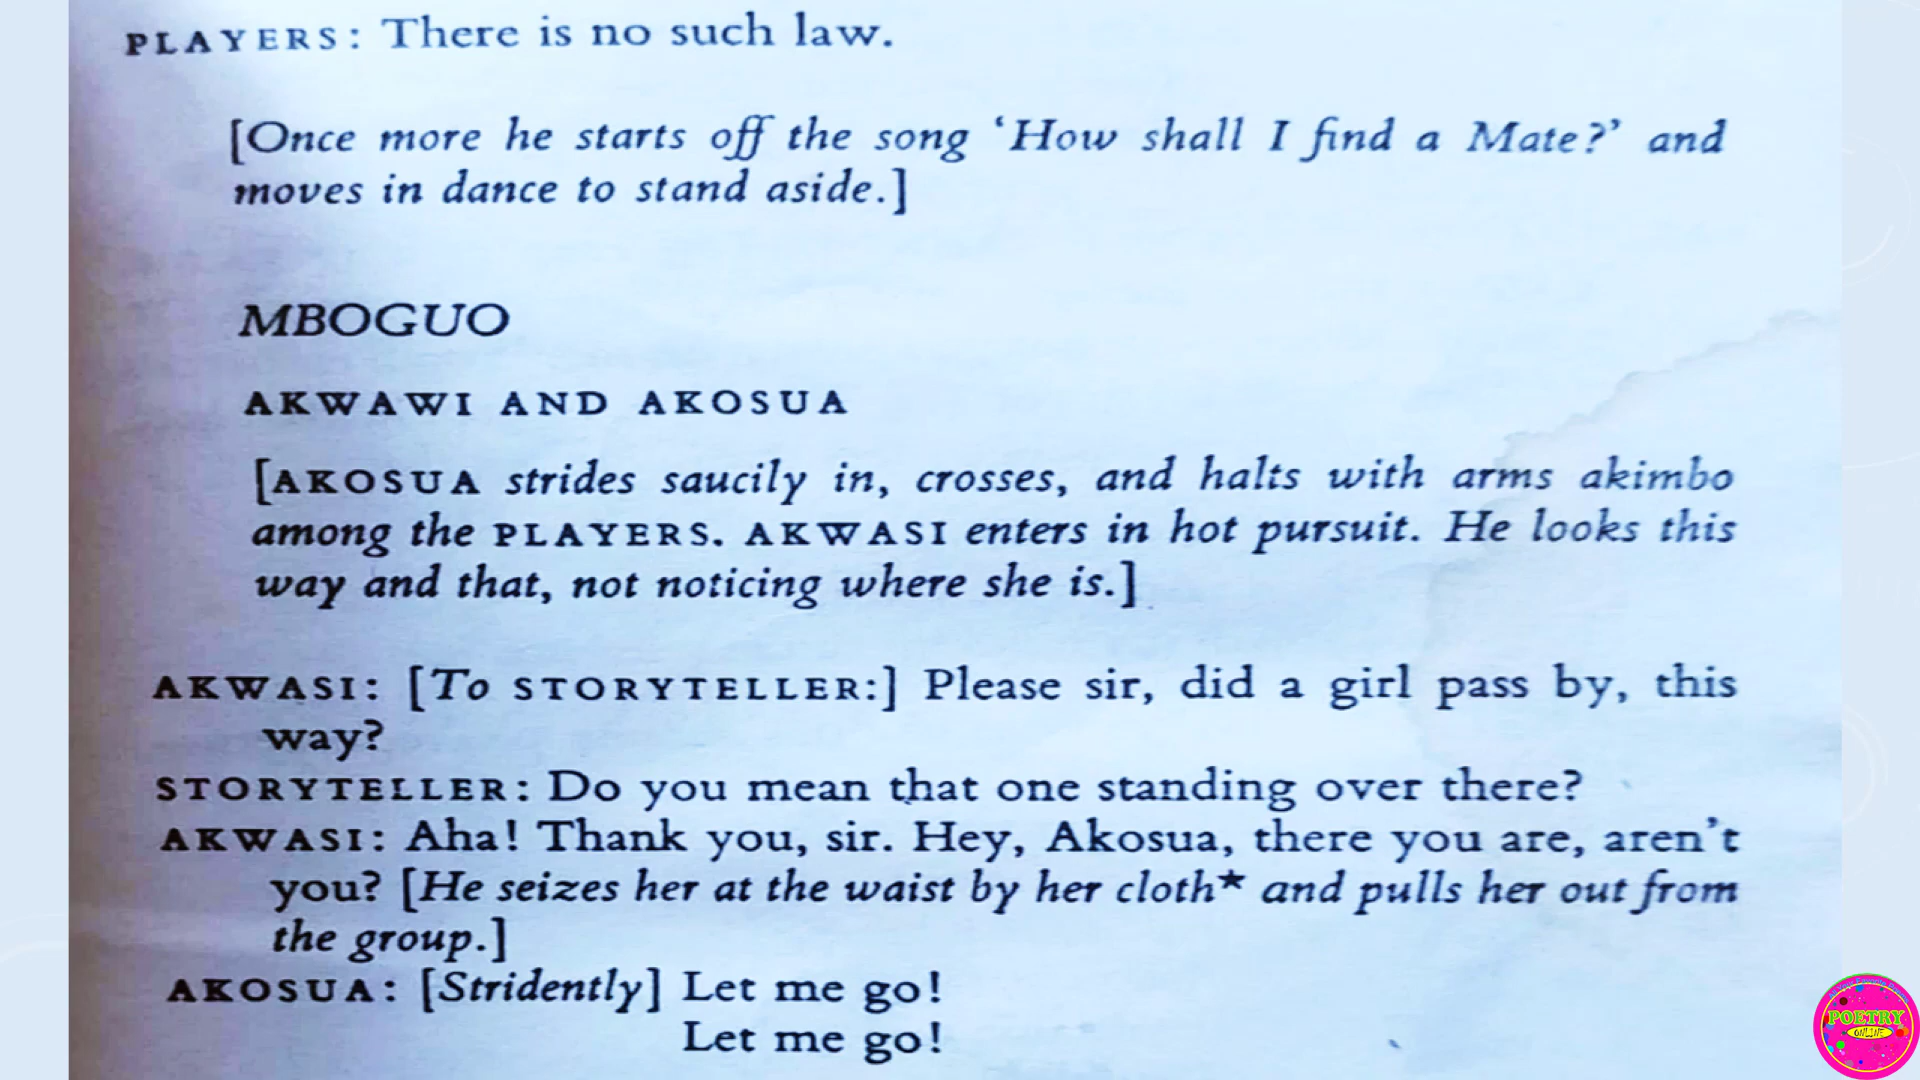 PLAYERS: There is no such law.
[Once more he starts off the song ‘How shall I find a Mate?’ and
moves in dance to stand aside.]
MBOGUO
AKWAWI AND AKOSUA
[AKOSUA strides saucily in, crosses, and halts with arms akimbo
among the PLAYERS. AKWASI enters in hot pursuit. He looks this
way and that, not noticing where she is.]
AKWASI: [To STORYTELLER:] Please sir, did a girl pass by, this
way?
STORYTELLER: Do you mean that one standing over there?
AKWASI: Aha! Thank you, sir. Hey, Akosua, there you are, aren’t
you? [He seizes her at the waist by her cloth* and pulls her out from
the group.]
AKOSUA: [Stridently] Let me go!
Let me go!
POETRY
ONLINE